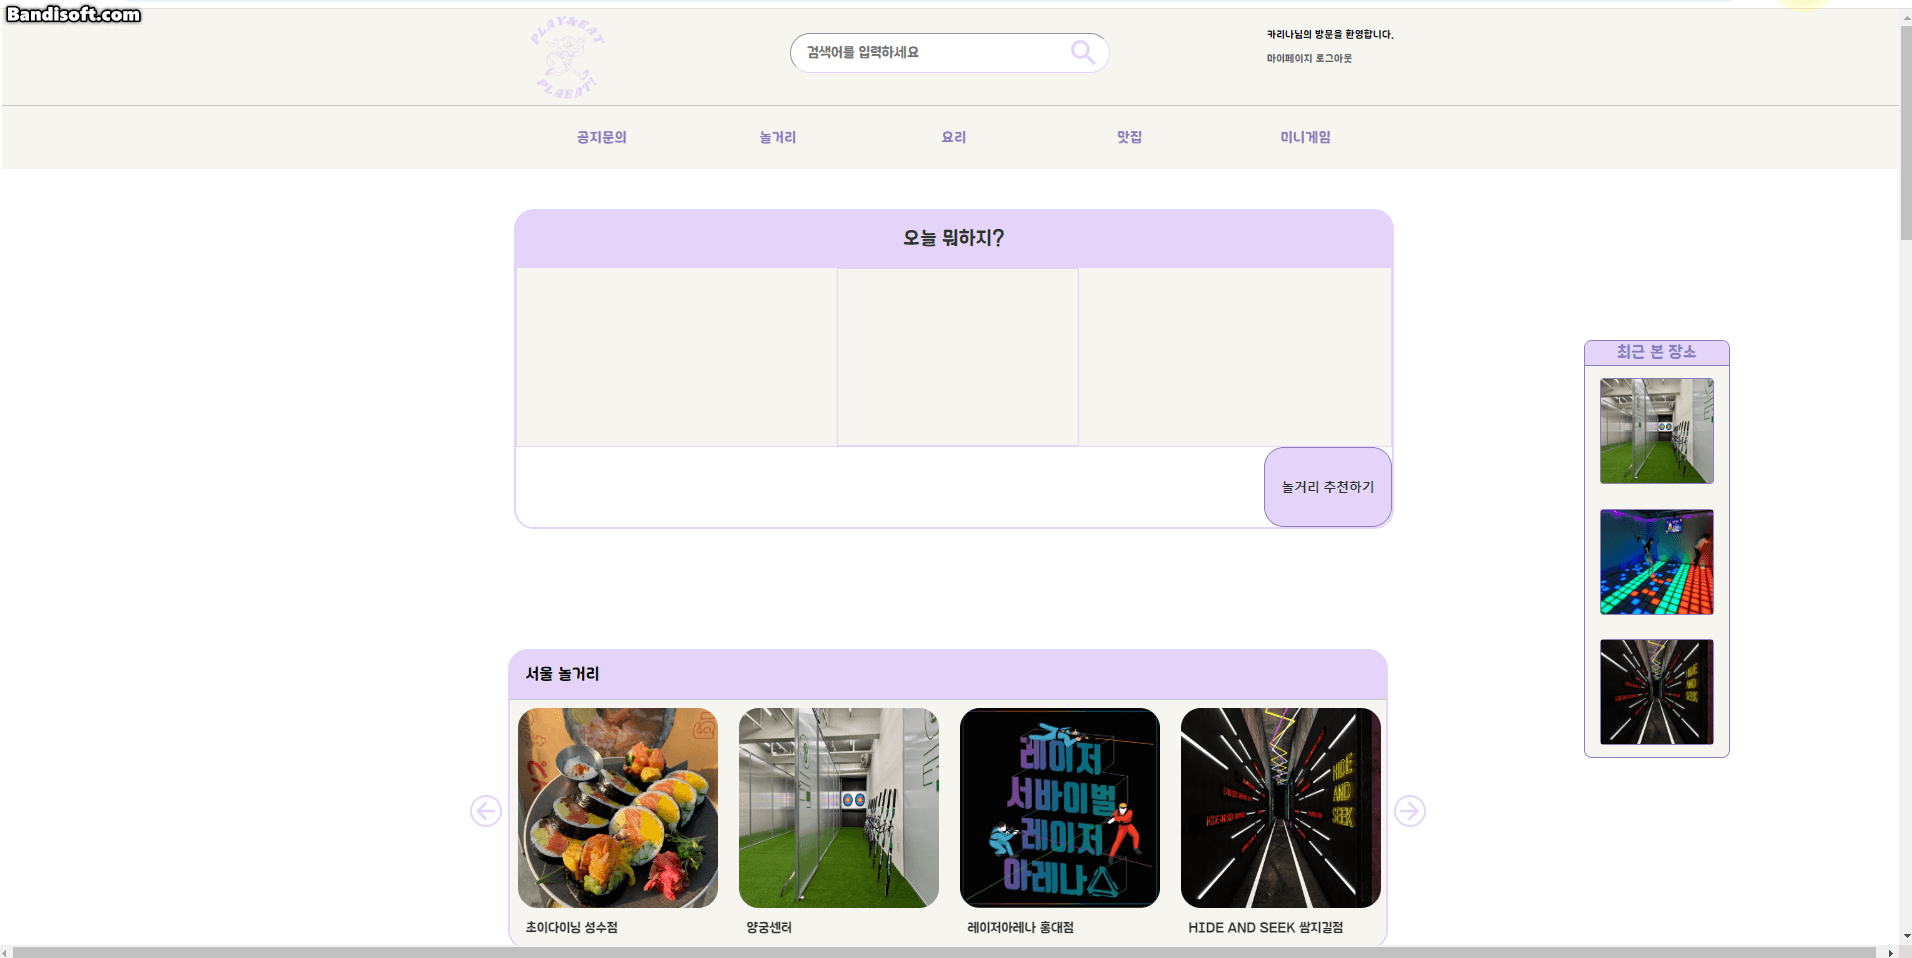 Bandisoft.com
PLAY&EAT
PLAEAT!
검색어를 입력하세요
카리나님의 방문을 환영합니다.
마이페이지 로그아웃
공지문의
놀거리
요리
맛집
미니게임
오늘 뭐하지?
놀거리 추천하기
최근 본 장소
서울 놀거리
레이저
서바이벌
레이저
아레나
HIDE
AND
SEEK
HIDE AND SEEK
초이다이닝 성수점
양궁센터
레이저아레나 홍대점
HIDE AND SEEK 쌈지길점